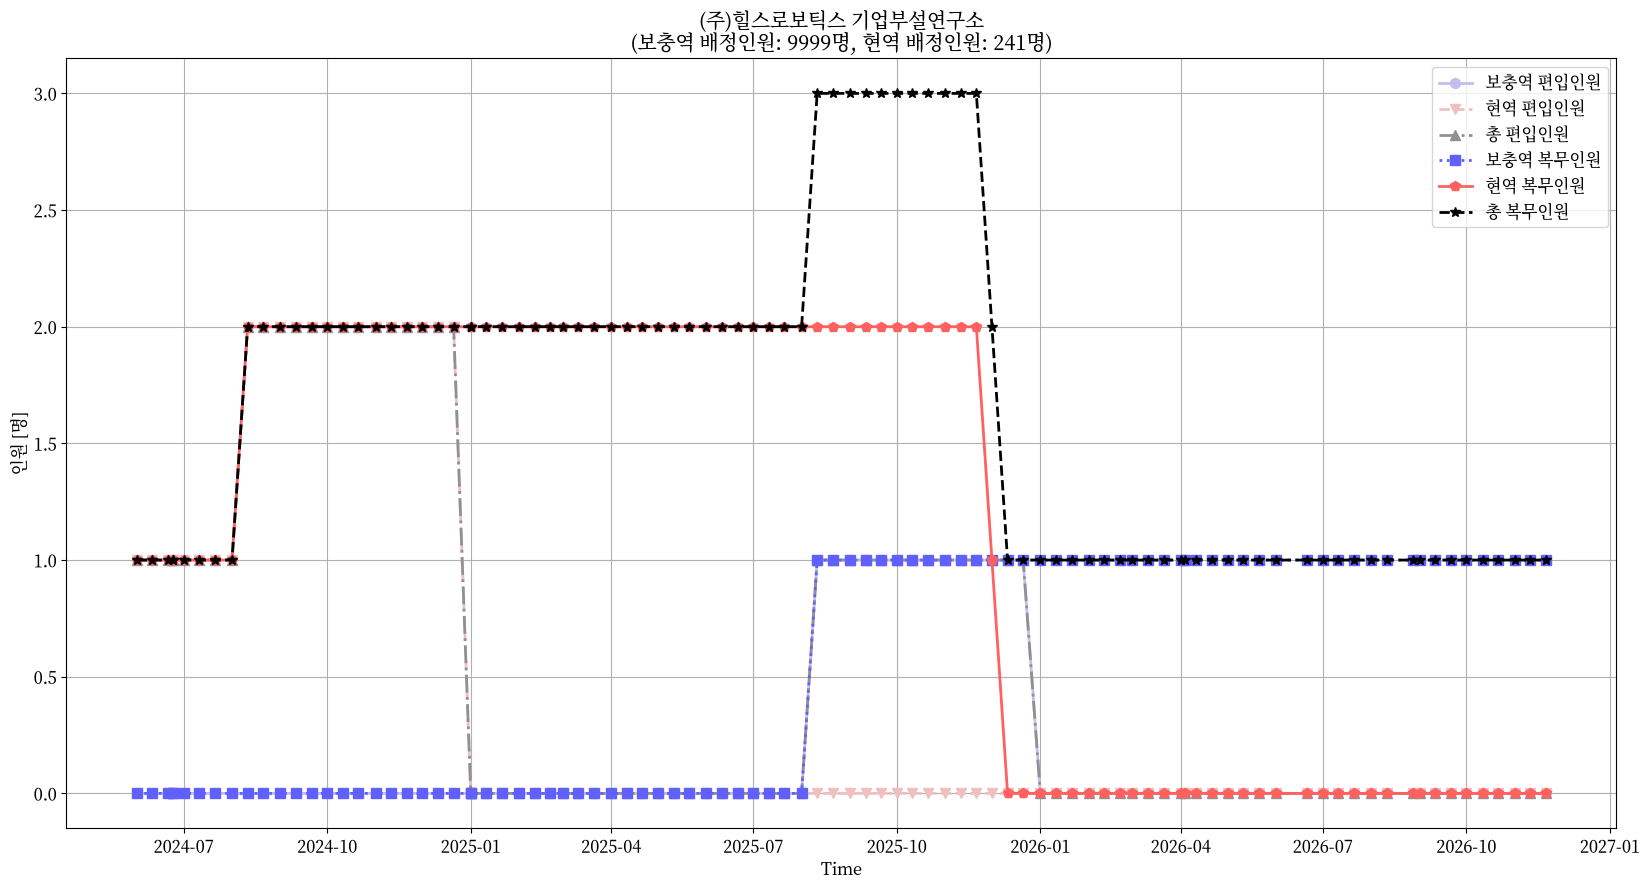 (주)힐스로보틱스 기업부설연구소
(보충역 배정인원: 9999명, 현역 배정인원: 241명)
보충역 편입인원
현역 편입인원
총 편입인원
보충역 복무인원
현역 복무인원
총 복무인원
인원 [명]
3.0
2.5
2.0
1.5
1.0
0.5
0.0
2024-07
2024-10
2025-01
2025-04
2025-07
2025-10
2026-01
2026-04
2026-07
2026-10
2027-01
Time